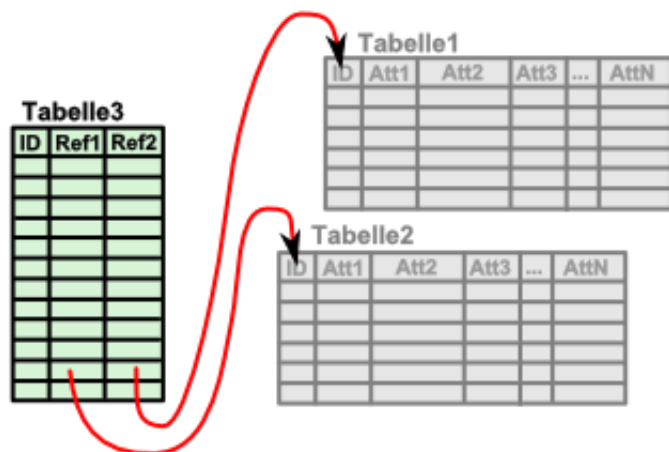 Tabelle1
ID Att1 Att2 Att3 ... AttN
Tabelle3
ID Ref1 Ref2
Tabelle2
ID Att1 Att2 Att3 ... AttN